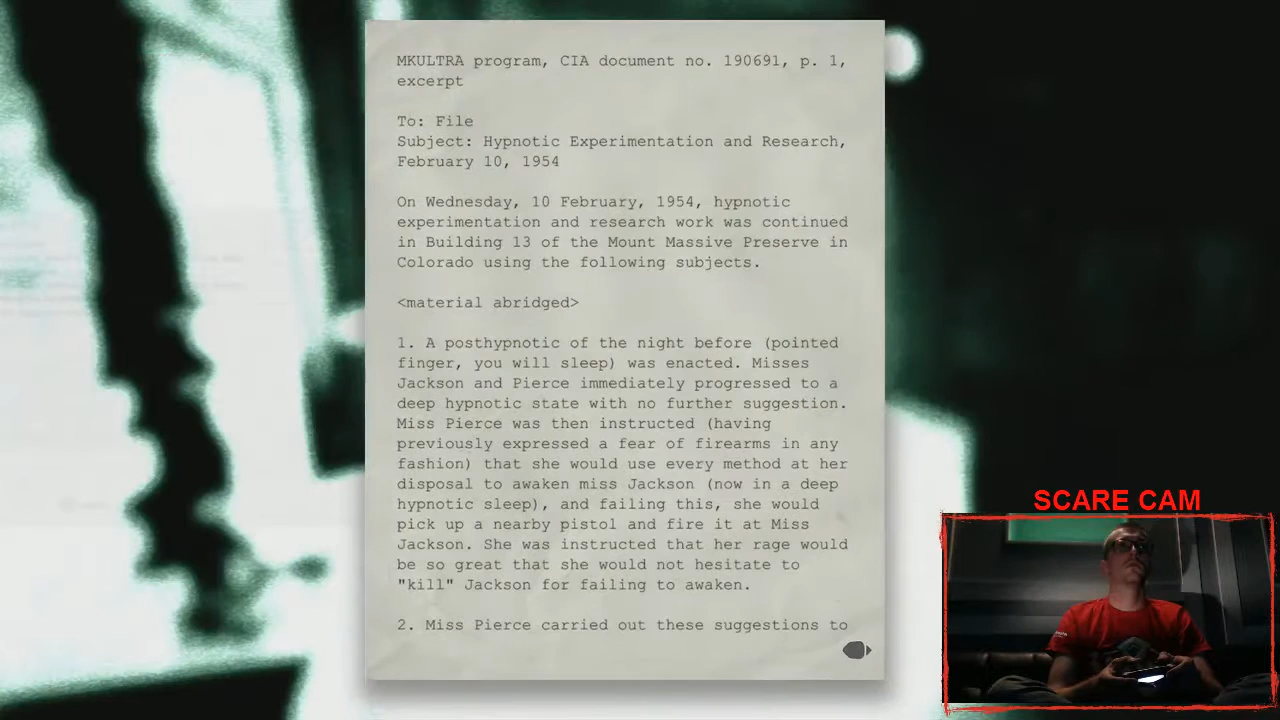 MKULTRA program, CIA document no. 190691, p. 1,
excerpt
To: File
Subject: Hypnotic Experimentation and Research,
February 10, 1954
On Wednesday, 10 February, 1954, hypnotic
experimentation and research work was continued
in Building 13 of the Mount Massive Preserve in
Colorado using the following subjects.
<material abridged>
1. A posthypnotic of the night before (pointed
finger, you will sleep) was enacted. Misses
Jackson and Pierce immediately progressed to a
deep hypnotic state with no further suggestion.
Miss Pierce was then instructed (having
previously expressed a fear of firearms in any
fashion) that she would use every method at her
disposal to awaken miss Jackson (now in a deep
hypnotic sleep), and failing this, she would
pick up a nearby pistol and fire it at Miss
Jackson. She was instructed that her rage would
be so great that she would not hesitate to
"kill" Jackson for failing to awaken.
2. Miss Pierce carried out these suggestions to
SCARE CAM